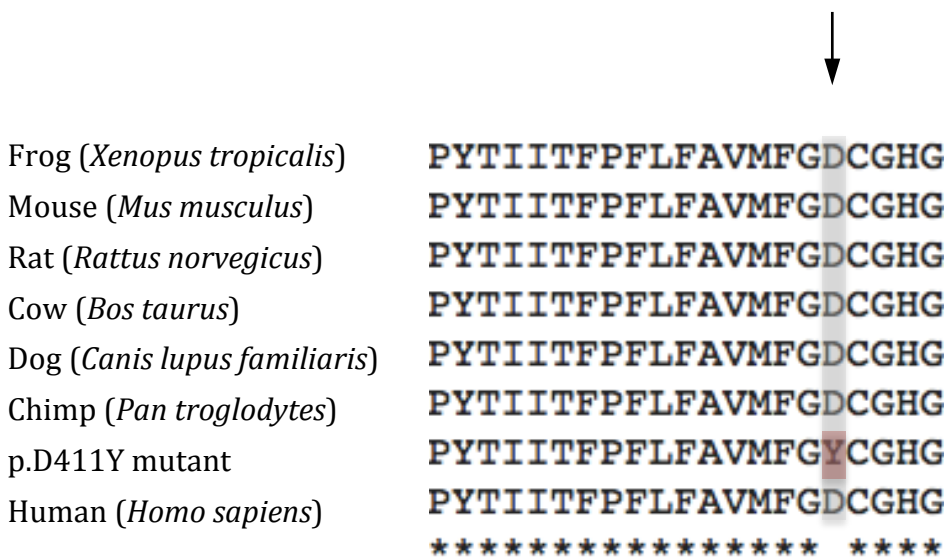 Frog (Xenopus tropicalis) PYTIITFPFLFAVMFGDCGHG
Mouse (Mus musculus) PYTIITFPFLFAVMFGDCGHG
Rat (Rattus norvegicus) PYTIITFPFLFAVMFGDCGHG
Cow (Bos taurus) PYTIITFPFLFAVMFGDCGHG
Dog (Canis lupus familiaris) PYTIITFPFLFAVMFGDCGHG
Chimp (Pan troglodytes) PYTIITFPFLFAVMFGDCGHG
p.D411Y mutant PYTIITFPFLFAVMFGYCGHG
Human (Homo sapiens) PYTIITFPFLFAVMFGDCGHG
**************** ****